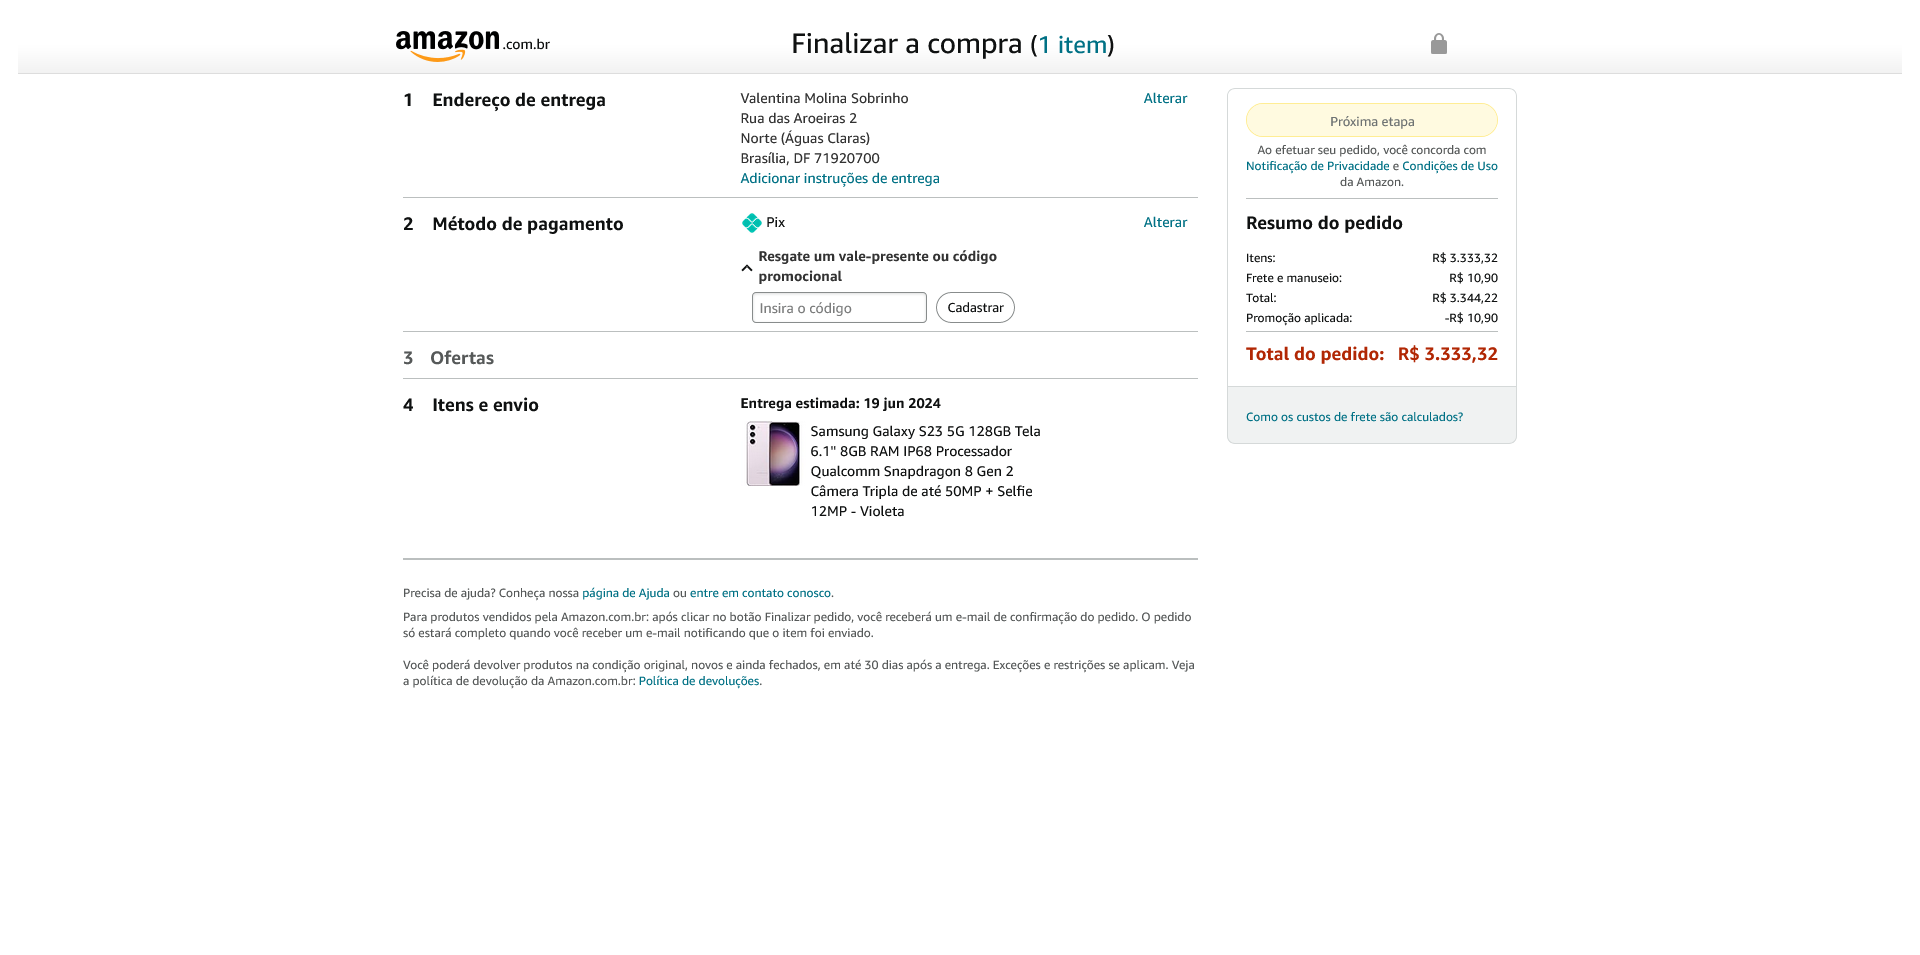 amazon.com.br
Finalizar a compra (1 item)
1 Endereço de entrega
Valentina Molina Sobrinho
Rua das Aroeiras 2
Norte (Águas Claras)
Brasília, DF 71920700
Adicionar instruções de entrega
Alterar
2 Método de pagamento
Pix
Alterar
Resgate um vale-presente ou código
promocional
Insira o código
Cadastrar
3 Ofertas
4 Itens e envio
Entrega estimada: 19 jun 2024
Samsung Galaxy S23 5G 128GB Tela
6.1" 8GB RAM IP68 Processador
Qualcomm Snapdragon 8 Gen 2
Câmera Tripla de até 50MP + Selfie
12MP - Violeta
Precisa de ajuda? Conheça nossa página de Ajuda ou entre em contato conosco.
Para produtos vendidos pela Amazon.com.br: após clicar no botão Finalizar pedido, você receberá um e-mail de confirmação do pedido. O pedido
só estará completo quando você receber um e-mail notificando que o item foi enviado.
Você poderá devolver produtos na condição original, novos e ainda fechados, em até 30 dias após a entrega. Exceções e restrições se aplicam. Veja
a política de devolução da Amazon.com.br: Política de devoluções.
Próxima etapa
Ao efetuar seu pedido, você concorda com
Notificação de Privacidade e Condições de Uso
da Amazon.
Resumo do pedido
Itens: R$ 3.333,32
Frete e manuseio: R$ 10,90
Total: R$ 3.344,22
Promoção aplicada: -R$ 10,90
Total do pedido: R$ 3.333,32
Como os custos de frete são calculados?